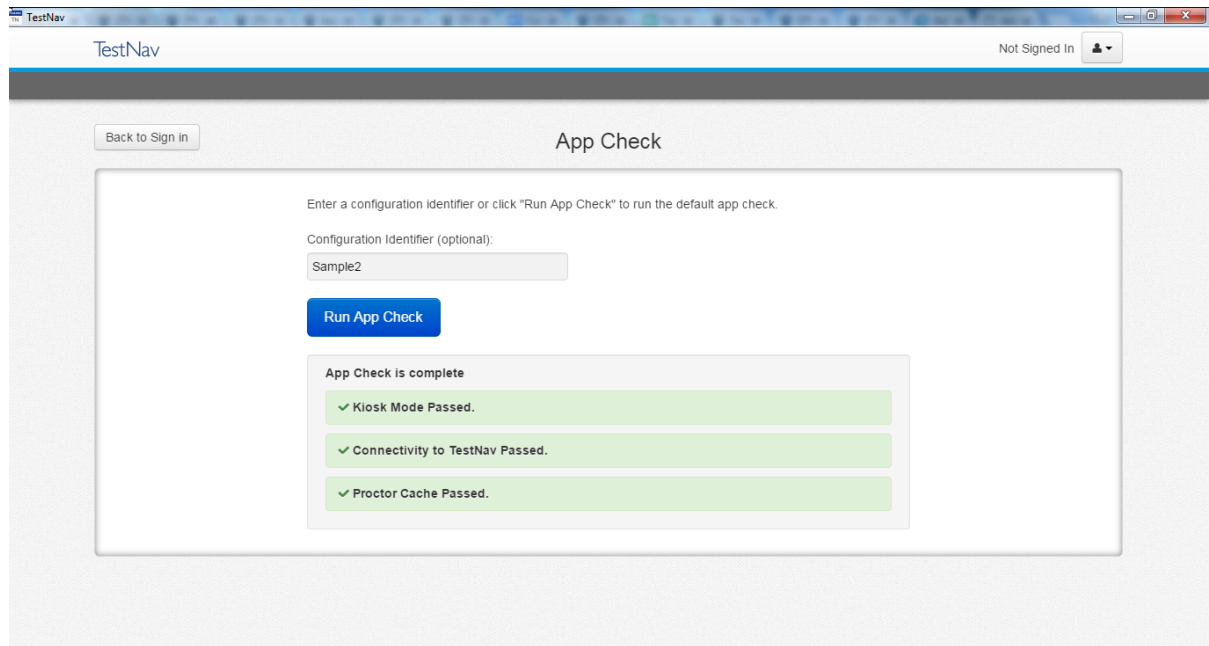 TestNav
TestNav
Not Signed In
Back to Sign in
App Check
Enter a configuration identifier or click "Run App Check" to run the default app check.
Configuration Identifier (optional):
Sample2
Run App Check
App Check is complete
Kiosk Mode Passed.
Connectivity to TestNav Passed.
Proctor Cache Passed.